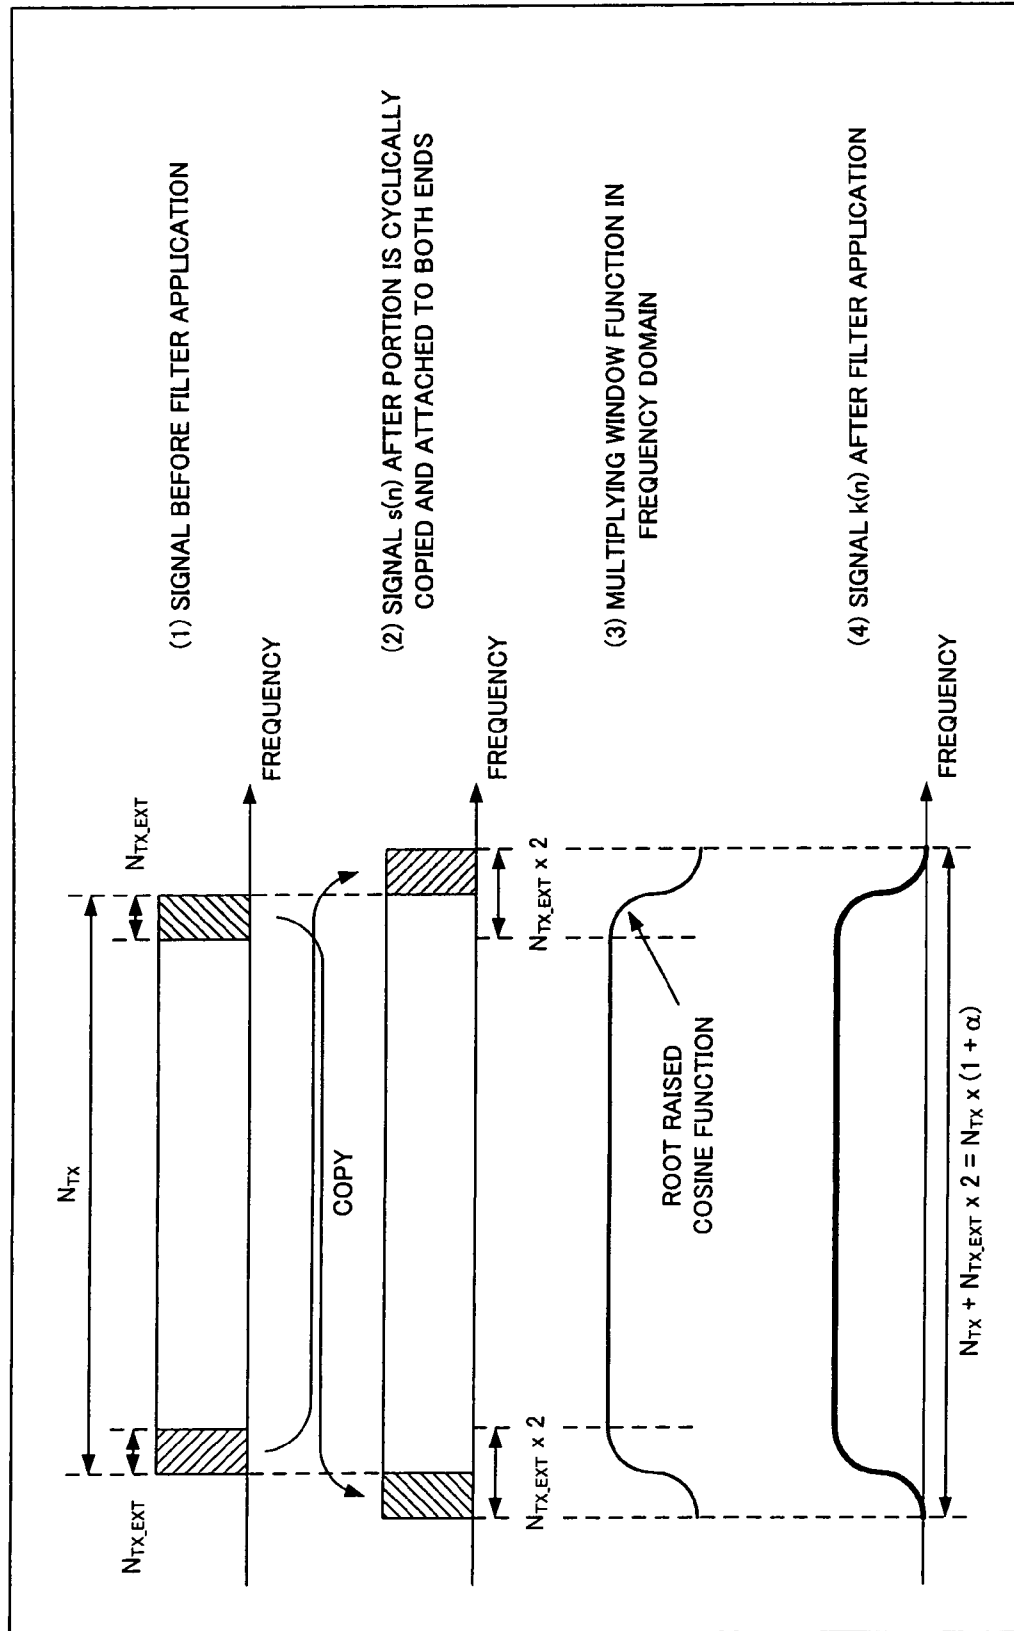 N_TX
N_TX_EXT
N_TX_EXT
FREQUENCY
(1) SIGNAL BEFORE FILTER APPLICATION
COPY
FREQUENCY
(2) SIGNAL s(n) AFTER PORTION IS CYCLICALLY
COPIED AND ATTACHED TO BOTH ENDS
N_TX_EXT x 2
N_TX_EXT x 2
ROOT RAISED
COSINE FUNCTION
(3) MULTIPLYING WINDOW FUNCTION IN
FREQUENCY DOMAIN
N_TX + N_TX_EXT x 2 = N_TX x (1 + α)
FREQUENCY
(4) SIGNAL k(n) AFTER FILTER APPLICATION